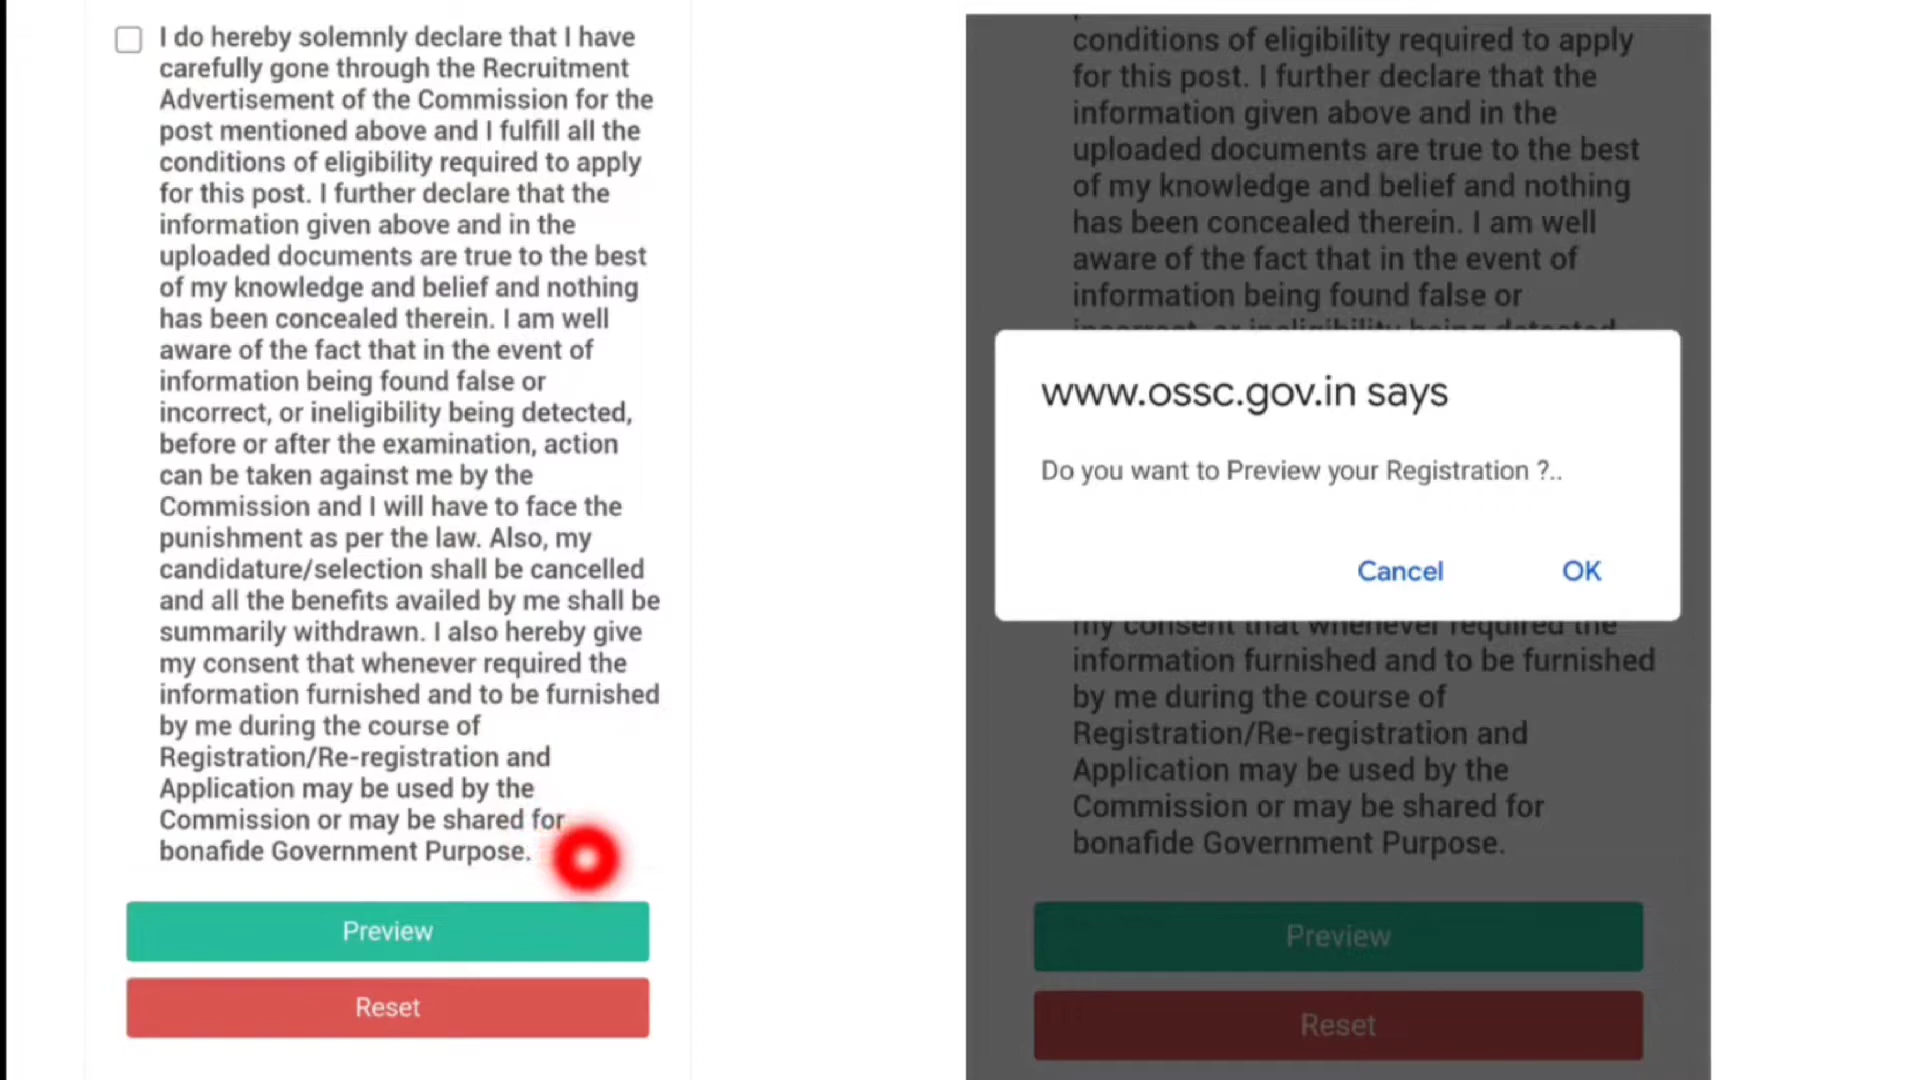 I do hereby solemnly declare that I have
carefully gone through the Recruitment
Advertisement of the Commission for the
post mentioned above and I fulfill all the
conditions of eligibility required to apply
for this post. I further declare that the
information given above and in the
uploaded documents are true to the best
of my knowledge and belief and nothing
has been concealed therein. I am well
aware of the fact that in the event of
information being found false or
incorrect, or ineligibility being detected,
before or after the examination, action
can be taken against me by the
Commission and I will have to face the
punishment as per the law. Also, my
candidature/selection shall be cancelled
and all the benefits availed by me shall be
summarily withdrawn. I also hereby give
my consent that whenever required the
information furnished and to be furnished
by me during the course of
Registration/Re-registration and
Application may be used by the
Commission or may be shared for
bonafide Government Purpose.
Preview
Reset
conditions of eligibility required to apply
for this post. I further declare that the
information given above and in the
uploaded documents are true to the best
of my knowledge and belief and nothing
has been concealed therein. I am well
aware of the fact that in the event of
information being found false or
incorrect, or ineligibility being detected
www.ossc.gov.in says
Do you want to Preview your Registration ?..
Cancel OK
my consent that whenever required the
information furnished and to be furnished
by me during the course of
Registration/Re-registration and
Application may be used by the
Commission or may be shared for
bonafide Government Purpose.
Preview
Reset